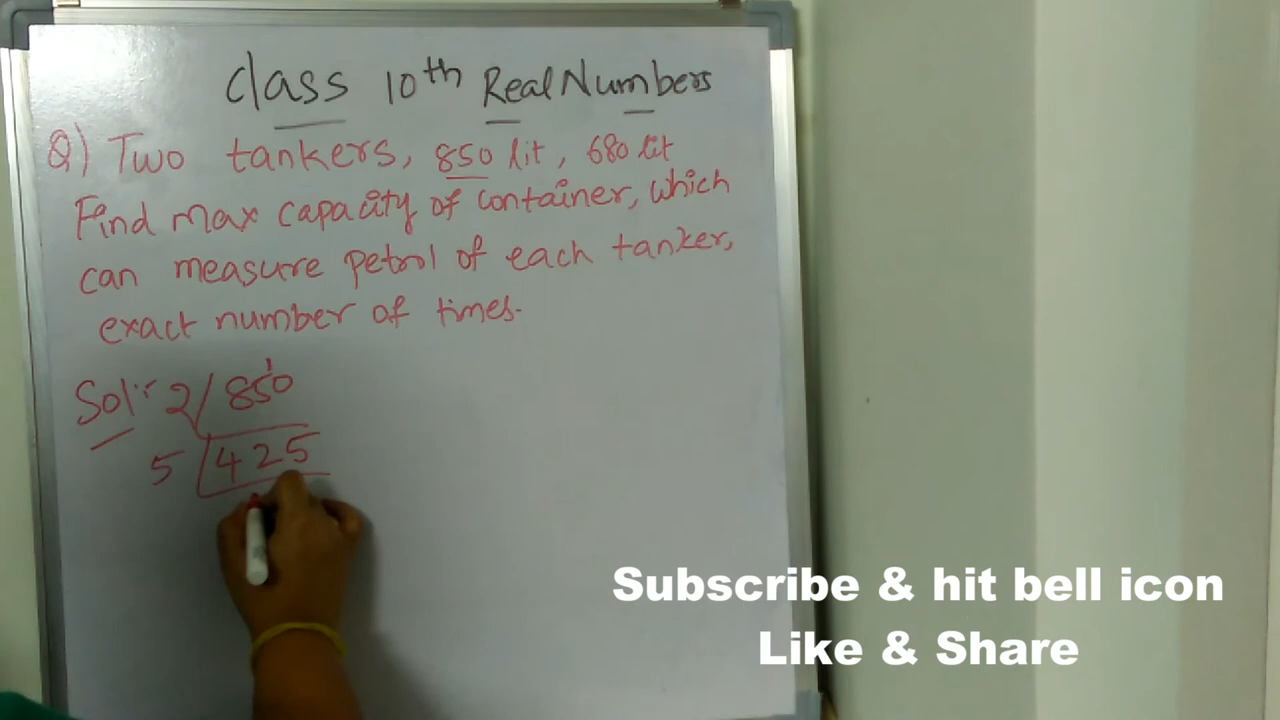 Class 10th Real Numbers
Q) Two tankers, 850 lit, 680 lit
Find max capacity of container, which
can measure petrol of each tanker,
exact number of times.
Sol:- 2/850
5 425
Subscribe & hit bell icon
Like & Share